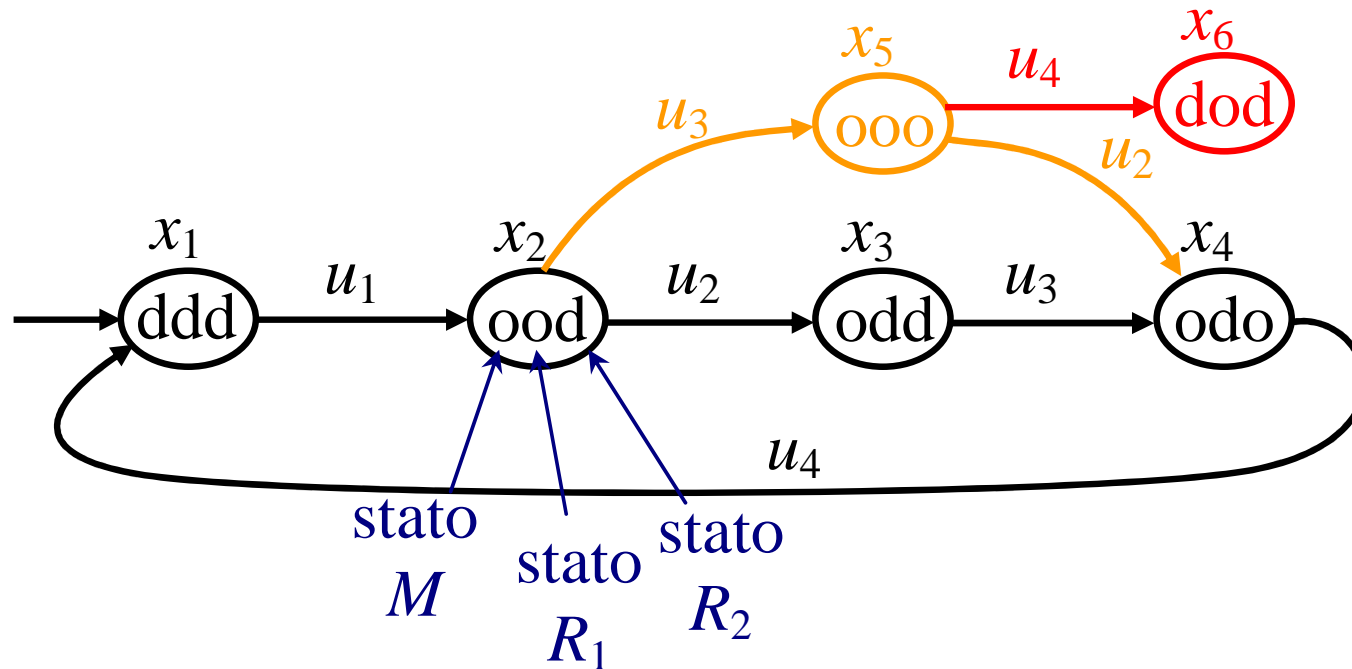 x₅ x₆
u₄
ooo dod
u₃ u₂
x₁ x₂ x₃ x₄
u₁ u₂ u₃
ddd ood odd odo
u₄
stato stato stato
M R₁ R₂